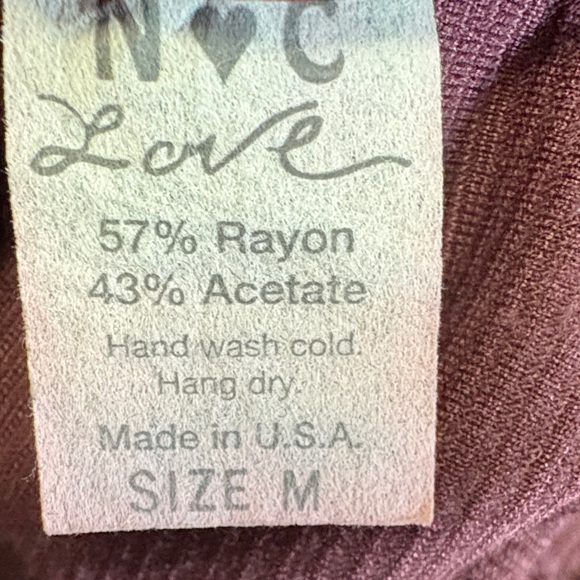 N♥C
Love
57% Rayon
43% Acetate
Hand wash cold.
Hang dry.
Made in U.S.A.
SIZE M